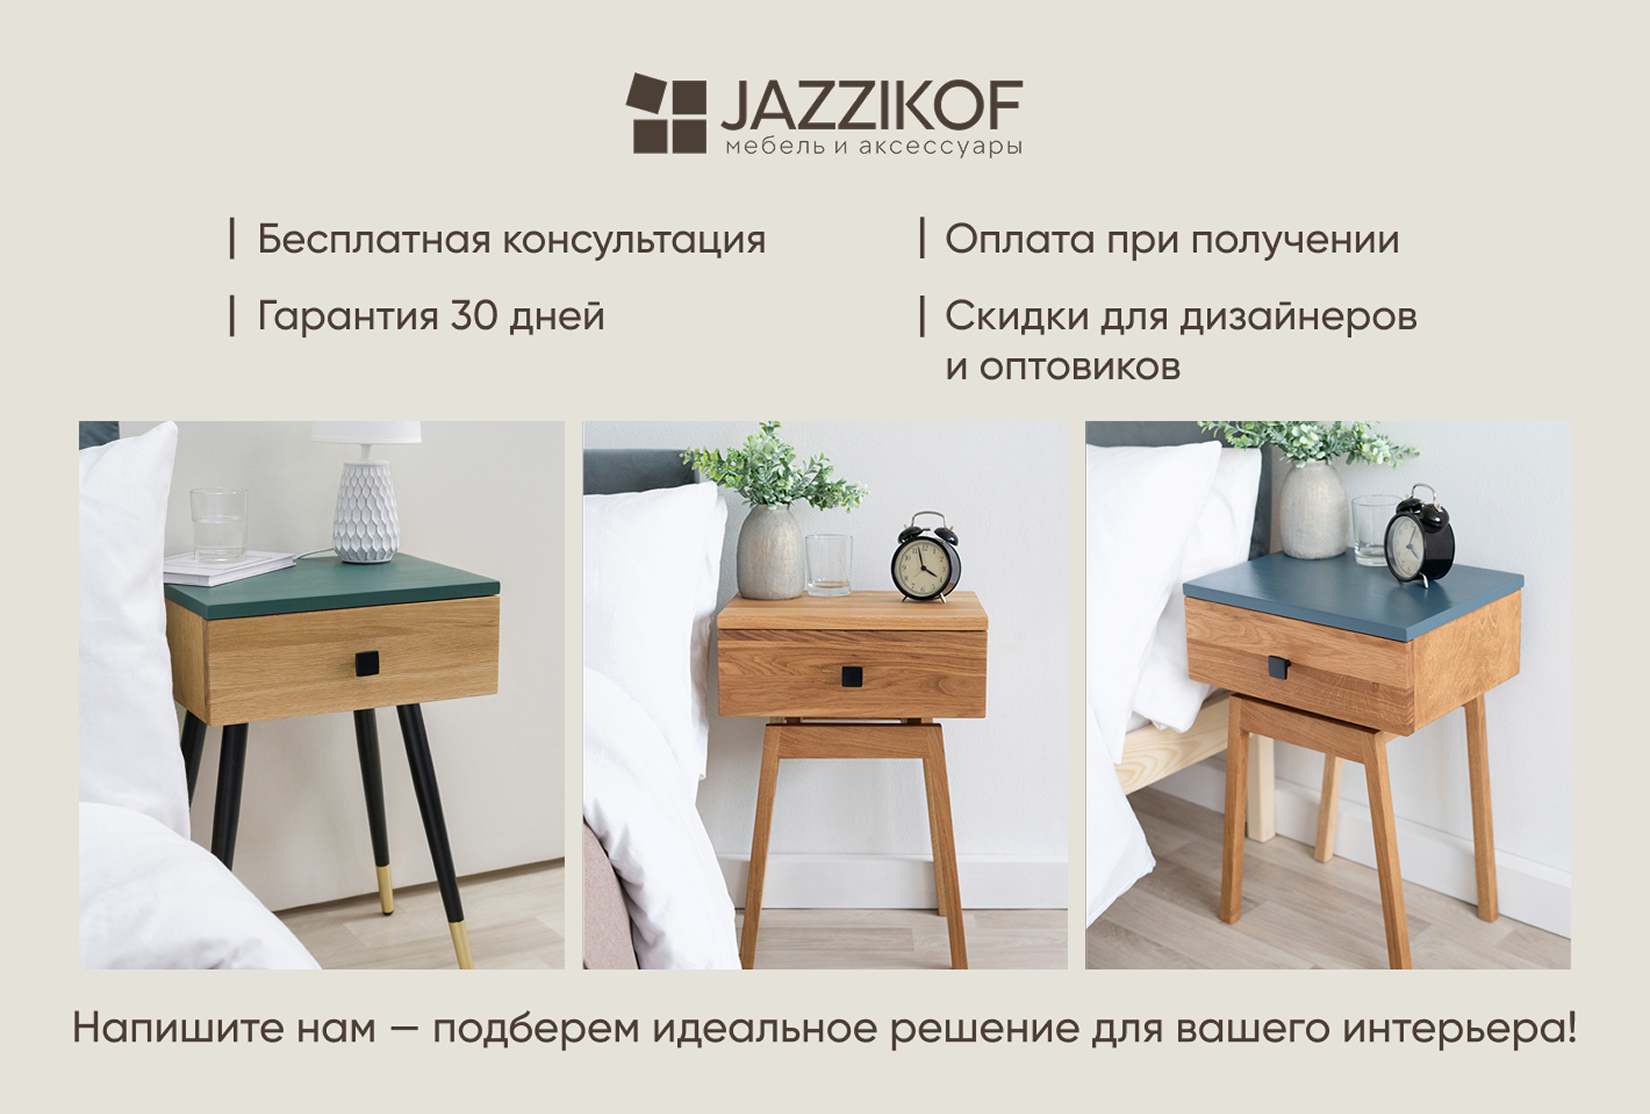 JAZZIKOF
мебель и аксессуары
Бесплатная консультация
Гарантия 30 дней
Оплата при получении
Скидки для дизайнеров
и оптовиков
Напишите нам — подберем идеальное решение для вашего интерьера!